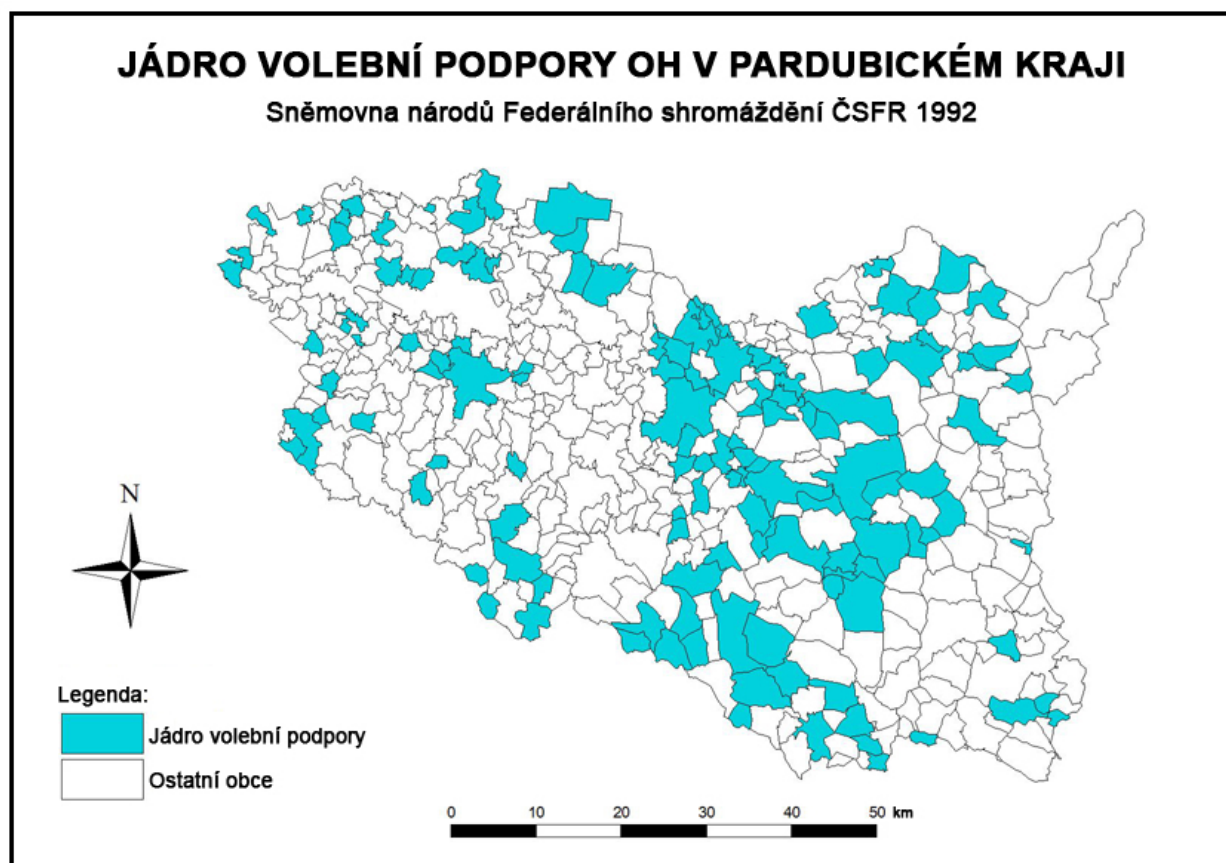 JÁDRO VOLEBNÍ PODPORY OH V PARDUBICKÉM KRAJI
Sněmovna národů Federálního shromáždění ČSFR 1992
N
Legenda:
Jádro volební podpory
Ostatní obce
0 10 20 30 40 50 km